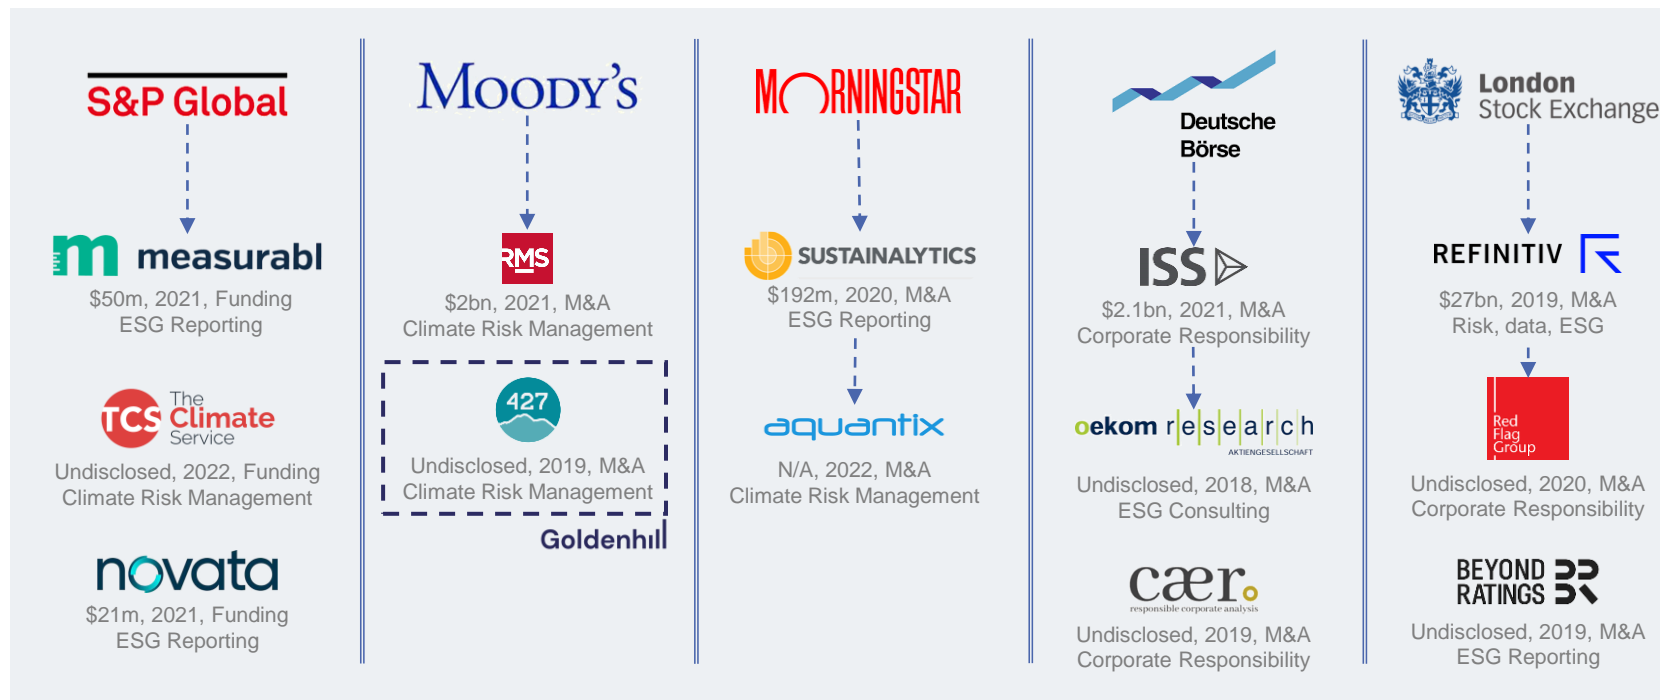 S&P Global
measurabl
$50m, 2021, Funding
ESG Reporting
TCS The
Climate
Service
Undisclosed, 2022, Funding
Climate Risk Management
novata
$21m, 2021, Funding
ESG Reporting
MOODY'S
RMS
$2bn, 2021, M&A
Climate Risk Management
427
Undisclosed, 2019, M&A
Climate Risk Management
Goldenhill
MORNINGSTAR
SUSTAINALYTICS
$192m, 2020, M&A
ESG Reporting
aquantix
N/A, 2022, M&A
Climate Risk Management
Deutsche
Börse
ISS
$2.1bn, 2021, M&A
Corporate Responsibility
oekom research
AKTIENGESELLSCHAFT
Undisclosed, 2018, M&A
ESG Consulting
cær
responsible corporate analysis
Undisclosed, 2019, M&A
Corporate Responsibility
London
Stock Exchange
REFINITIV
$27bn, 2019, M&A
Risk, data, ESG
Red
Flag
Group
Undisclosed, 2020, M&A
Corporate Responsibility
BEYOND
RATINGS BR
Undisclosed, 2019, M&A
ESG Reporting